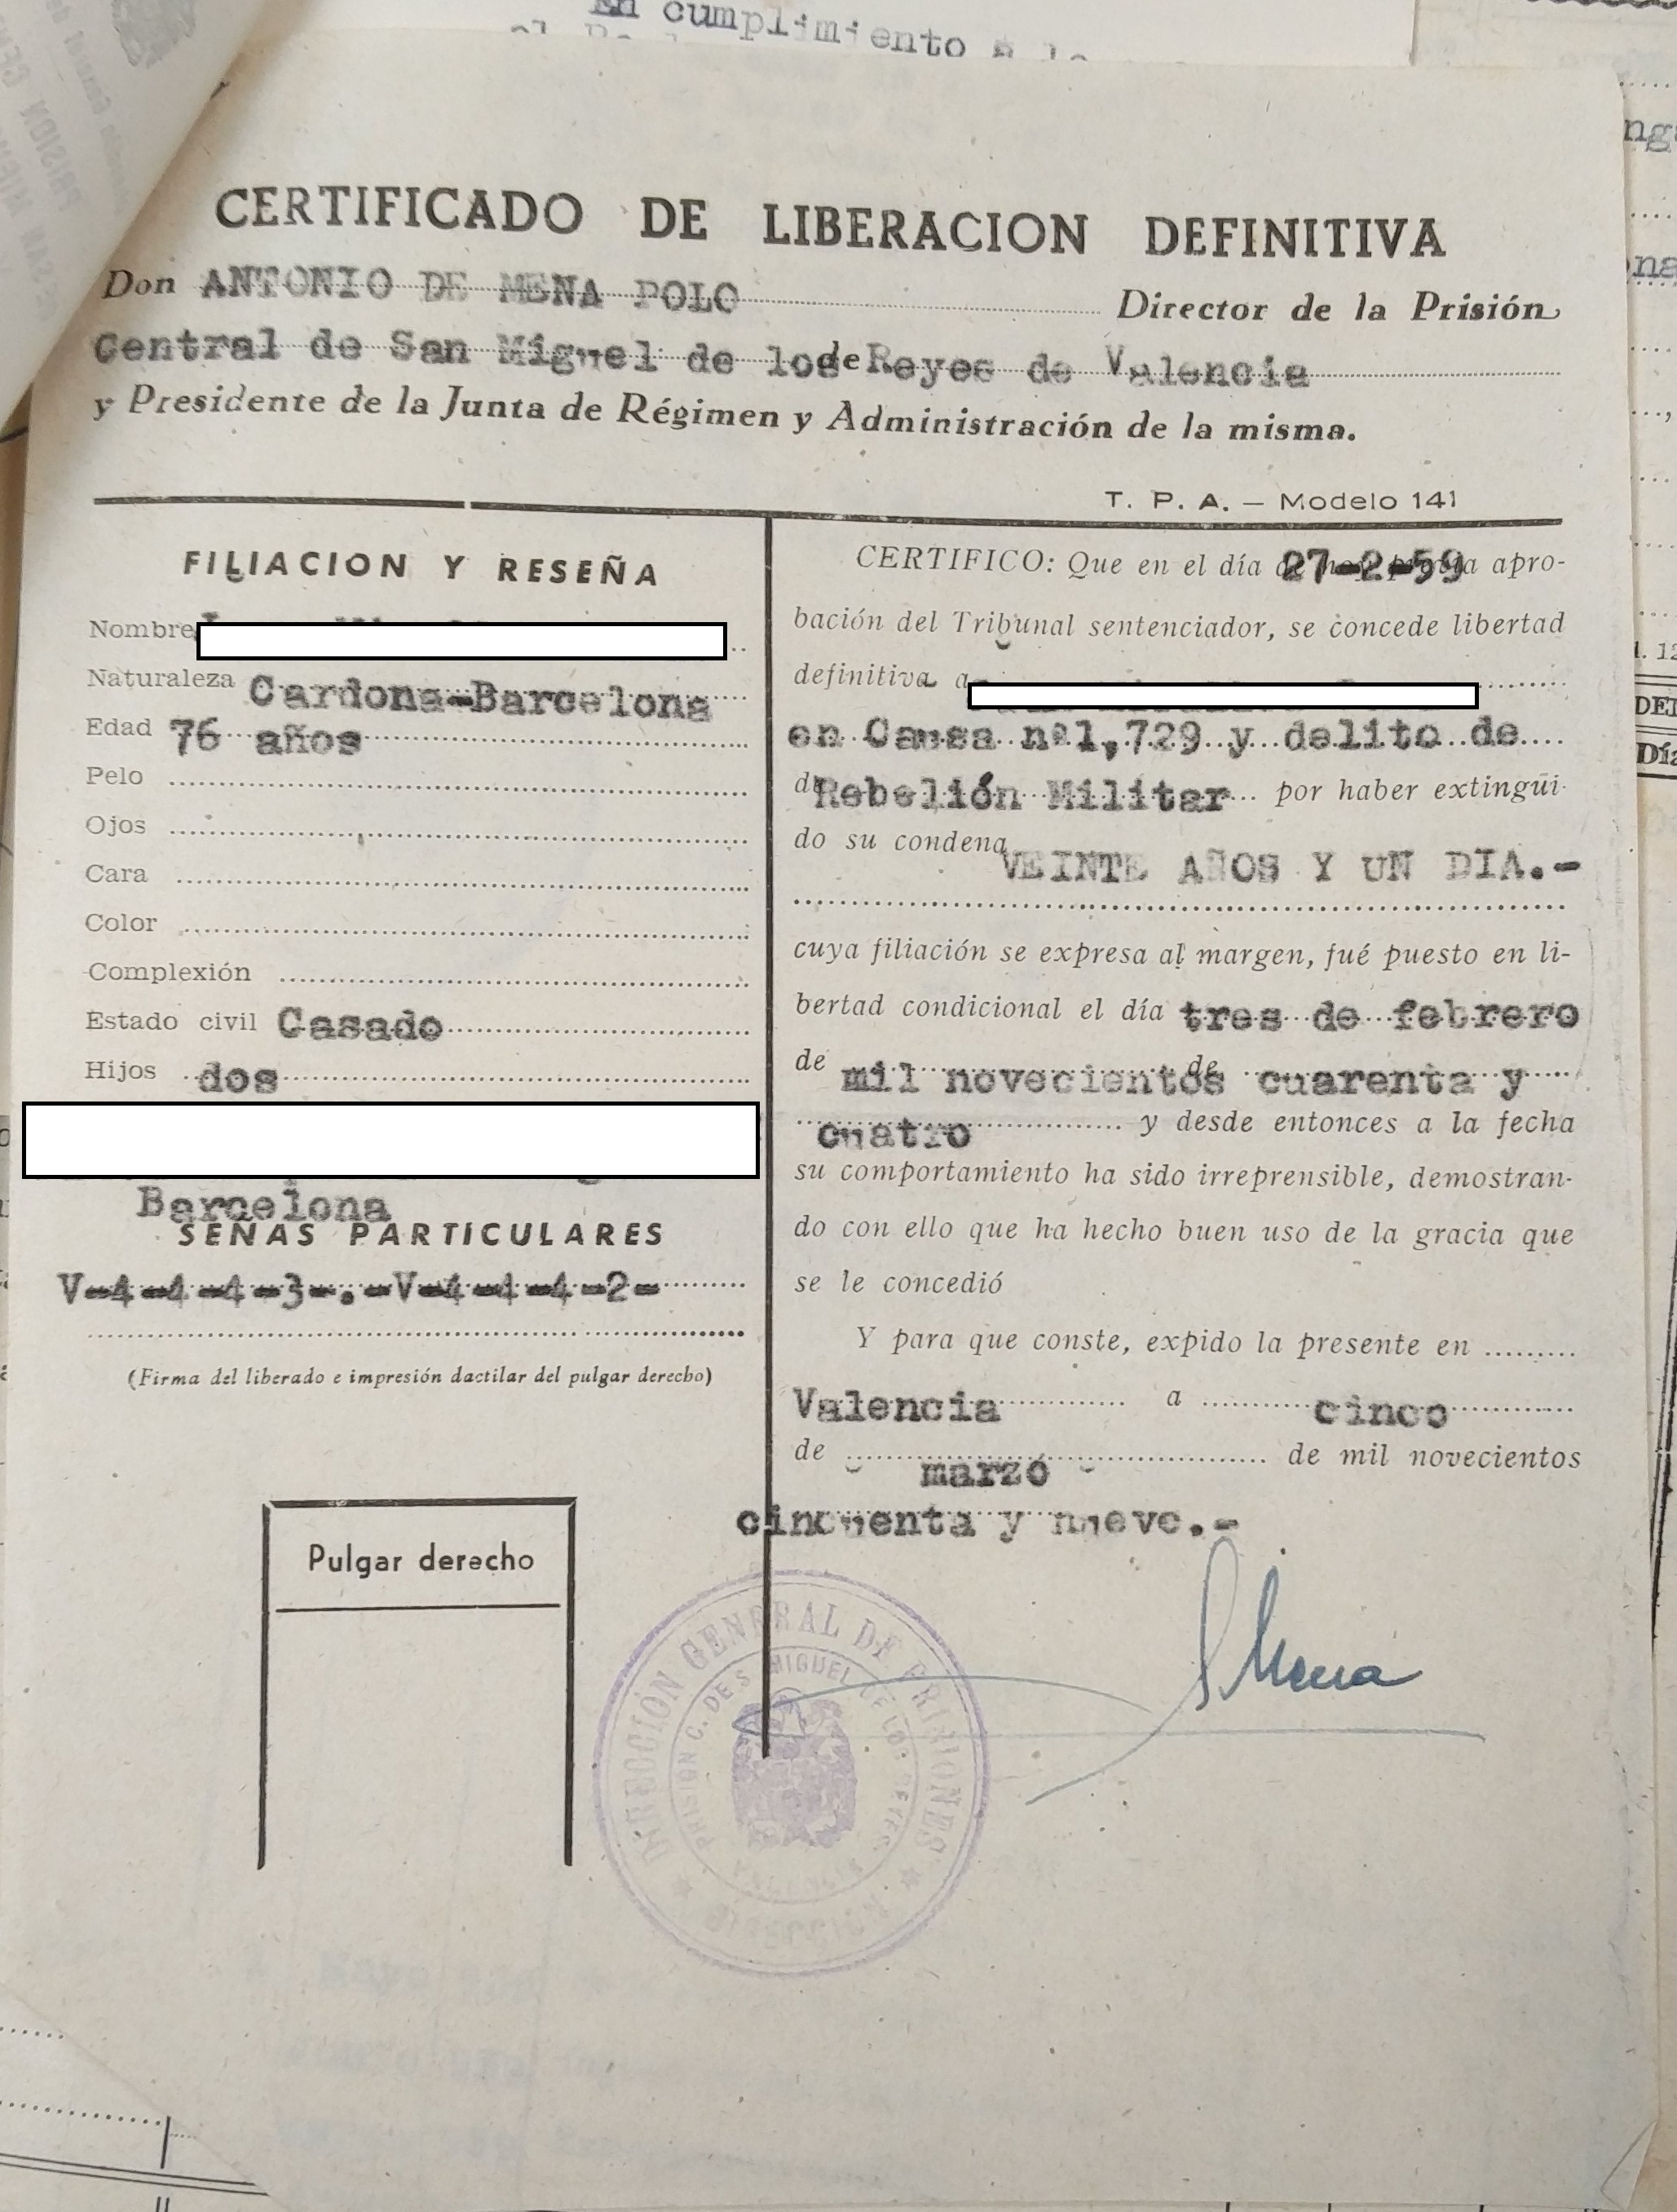 En cumplimiento a lo
CERTIFICADO DE LIBERACION DEFINITIVA
Don ANTONIO DE MENA POLO Director de la Prisión
Central de San Miguel de los de Reyes de Valencia
y Presidente de la Junta de Régimen y Administración de la misma.
T. P. A. — Modelo 141
FILIACION Y RESEÑA
Nombre
Naturaleza Cardona-Barcelona
Edad 76 años
Pelo
Ojos
Cara
Color
Complexión
Estado civil Casado
Hijos dos
Barcelona
SEÑAS PARTICULARES
V-4-4-4-3-.-V-4-4-4-2-
(Firma del liberado e impresión dactilar del pulgar derecho)
Pulgar derecho
CERTIFICO: Que en el día 27-2-59 apro-
bación del Tribunal sentenciador, se concede libertad
definitiva a
en Causa nº1,729 y delito de
de Rebelión Militar por haber extingui-
do su condena VEINTE AÑOS Y UN DIA.-
cuya filiación se expresa al margen, fué puesto en li-
bertad condicional el día tres de febrero
de mil novecientos de cuarenta y
cuatro y desde entonces a la fecha
su comportamiento ha sido irreprensible, demostran-
do con ello que ha hecho buen uso de la gracia que
se le concedió
Y para que conste, expido la presente en
Valencia a cinco
de marzo de mil novecientos
cincuenta y nueve.-
DIRECCIÓN GENERAL DE PRISIONES
PRISION C. DE S. MIGUEL DE LOS REYES
Mena